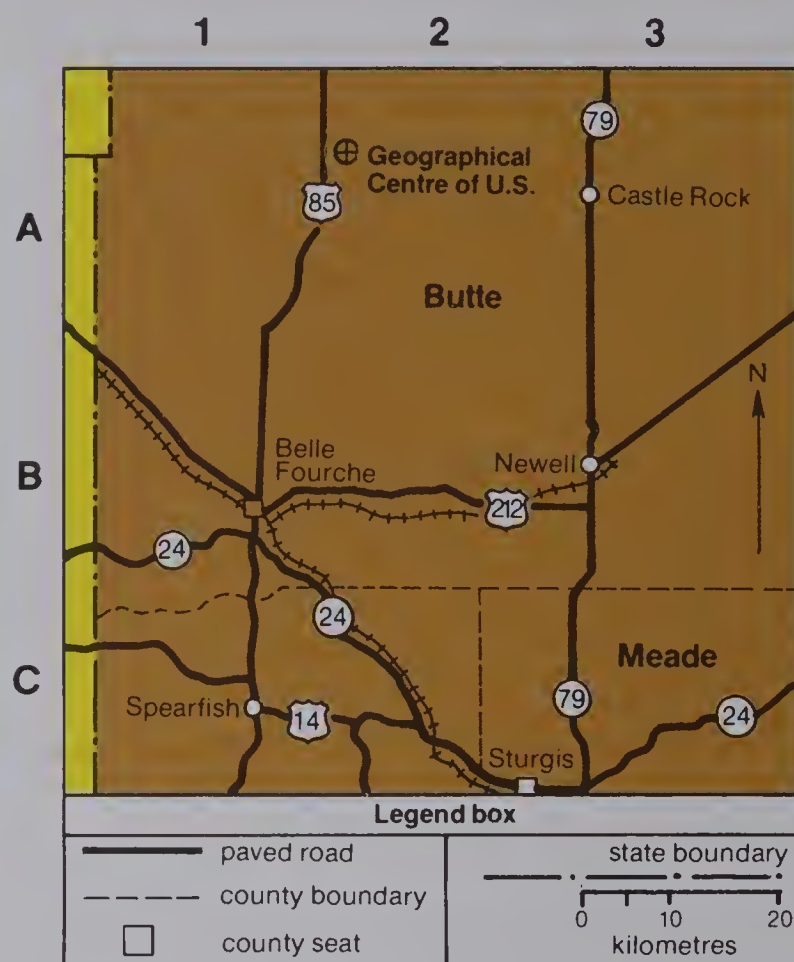 1 2 3
79
Geographical
Centre of U.S.
85
Castle Rock
A
Butte
N
Belle
Fourche
Newell
B
212
24
24
Meade
C
Spearfish
14
79
24
Sturgis
Legend box
paved road
state boundary
county boundary
0 10 20
county seat
kilometres